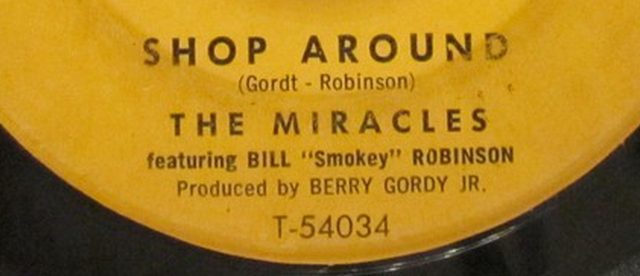 SHOP AROUND
(Gordt - Robinson)
THE MIRACLES
featuring BILL "Smokey" ROBINSON
Produced by BERRY GORDY JR.
T-54034